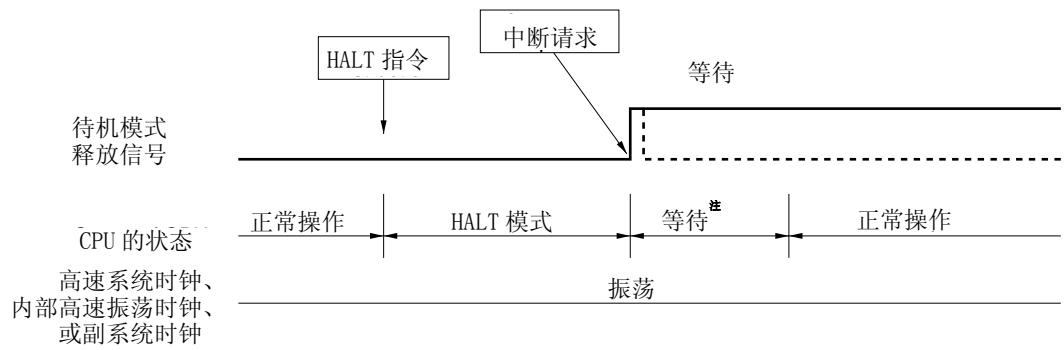 HALT 指令
中断请求
等待
待机模式
释放信号
正常操作
HALT 模式
等待注
正常操作
CPU 的状态
高速系统时钟、
内部高速振荡时钟、
或副系统时钟
振荡